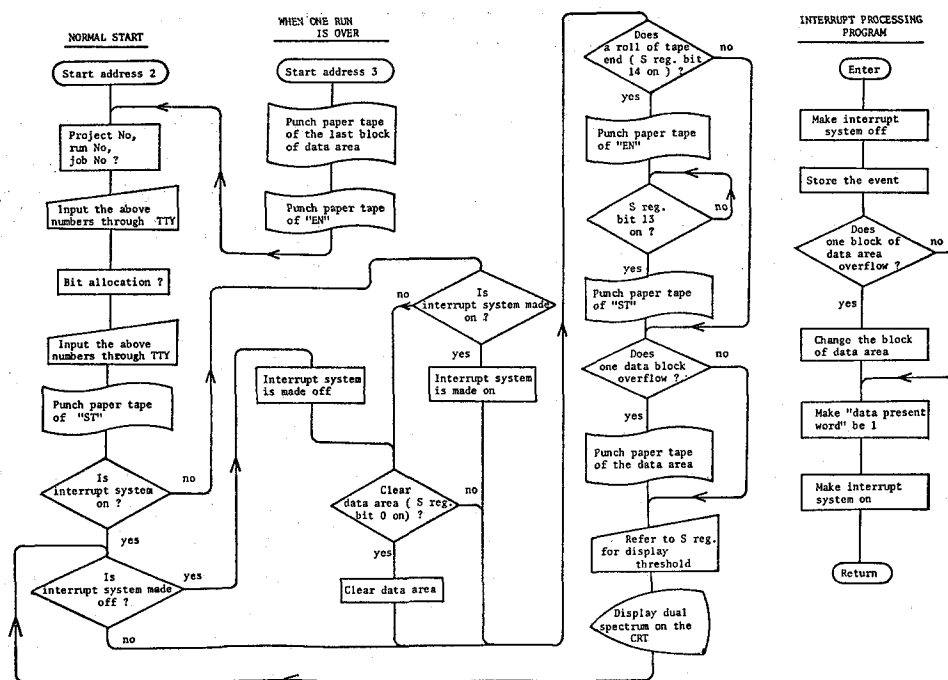 NORMAL START
Start address 2
Project No,
run No,
job No ?
Input the above
numbers through TTY
Bit allocation ?
Input the above
numbers through TTY
Punch paper tape
of "ST"
Is
interrupt system
on ?
no
yes
Is
interrupt system made
off ?
yes
no
WHEN ONE RUN
IS OVER
Start address 3
Punch paper tape
of the last block
of data area
Punch paper tape
of "EN"
Is
interrupt system made
on ?
no
yes
Interrupt system
is made off
Interrupt system
is made on
Clear
data area ( S reg.
bit 0 on) ?
no
yes
Clear data area
Does
a roll of tape
end ( S reg. bit
14 on ) ?
no
yes
Punch paper tape
of "EN"
S reg.
bit 13
on ?
no
yes
Punch paper tape
of "ST"
Does
one data block
overflow ?
no
yes
Punch paper tape
of the data area
Refer to S reg.
for display
threshold
Display dual
spectrum on the
CRT
INTERRUPT PROCESSING
PROGRAM
Enter
Make interrupt
system off
Store the event
Does
one block of
data area
overflow ?
no
yes
Change the block
of data area
Make "data present
word" be 1
Make interrupt
system on
Return